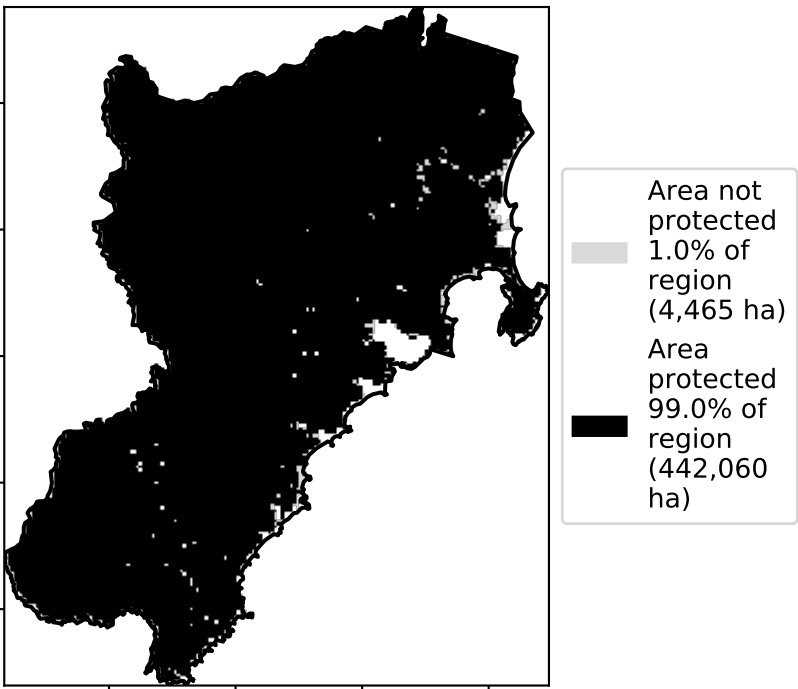 Area not
protected
1.0% of
region
(4,465 ha)
Area
protected
99.0% of
region
(442,060
ha)